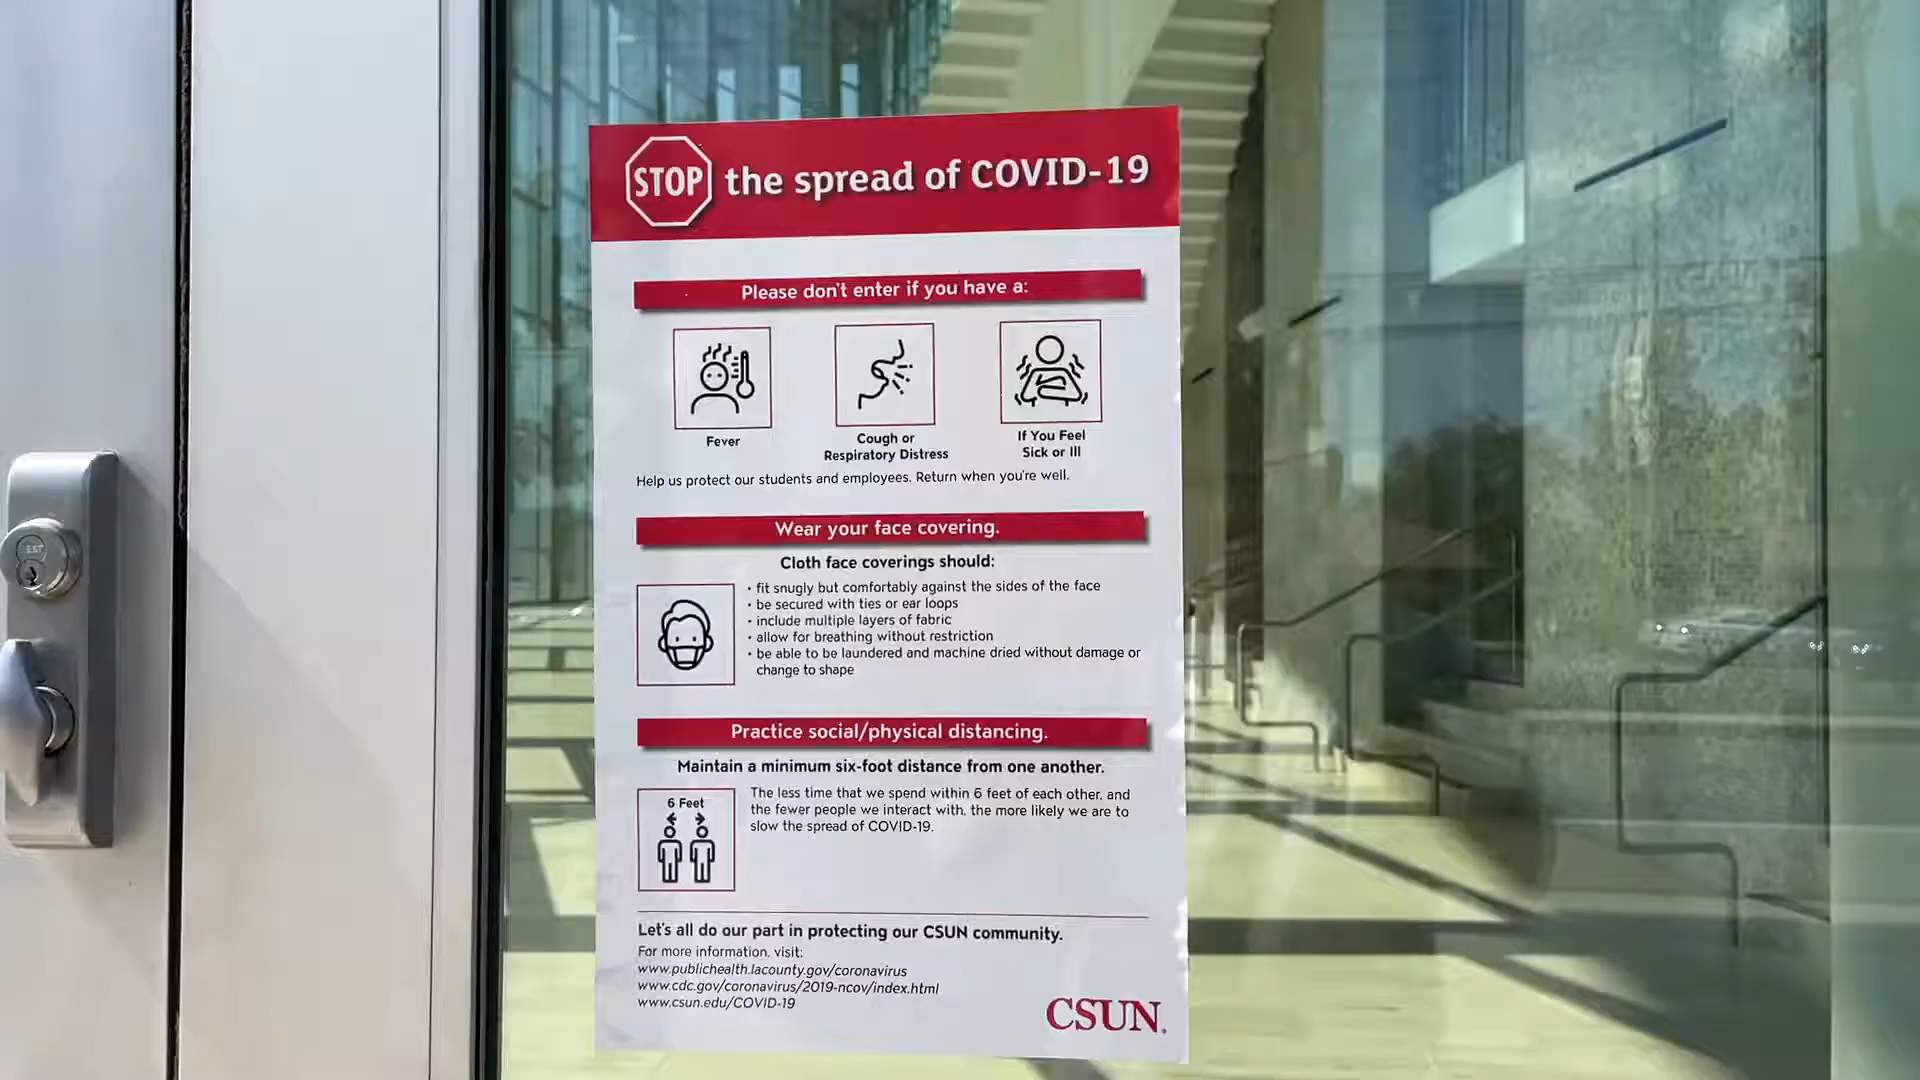 STOP the spread of COVID-19
Please don't enter if you have a:
Fever
Cough or
Respiratory Distress
If You Feel
Sick or Ill
Help us protect our students and employees. Return when you're well.
Wear your face covering.
Cloth face coverings should:
• fit snugly but comfortably against the sides of the face
• be secured with ties or ear loops
• include multiple layers of fabric
• allow for breathing without restriction
• be able to be laundered and machine dried without damage or
change to shape
Practice social/physical distancing.
Maintain a minimum six-foot distance from one another.
6 Feet
The less time that we spend within 6 feet of each other, and
the fewer people we interact with, the more likely we are to
slow the spread of COVID-19.
Let's all do our part in protecting our CSUN community.
For more information, visit:
www.publichealth.lacounty.gov/coronavirus
www.cdc.gov/coronavirus/2019-ncov/index.html
www.csun.edu/COVID-19
CSUN.